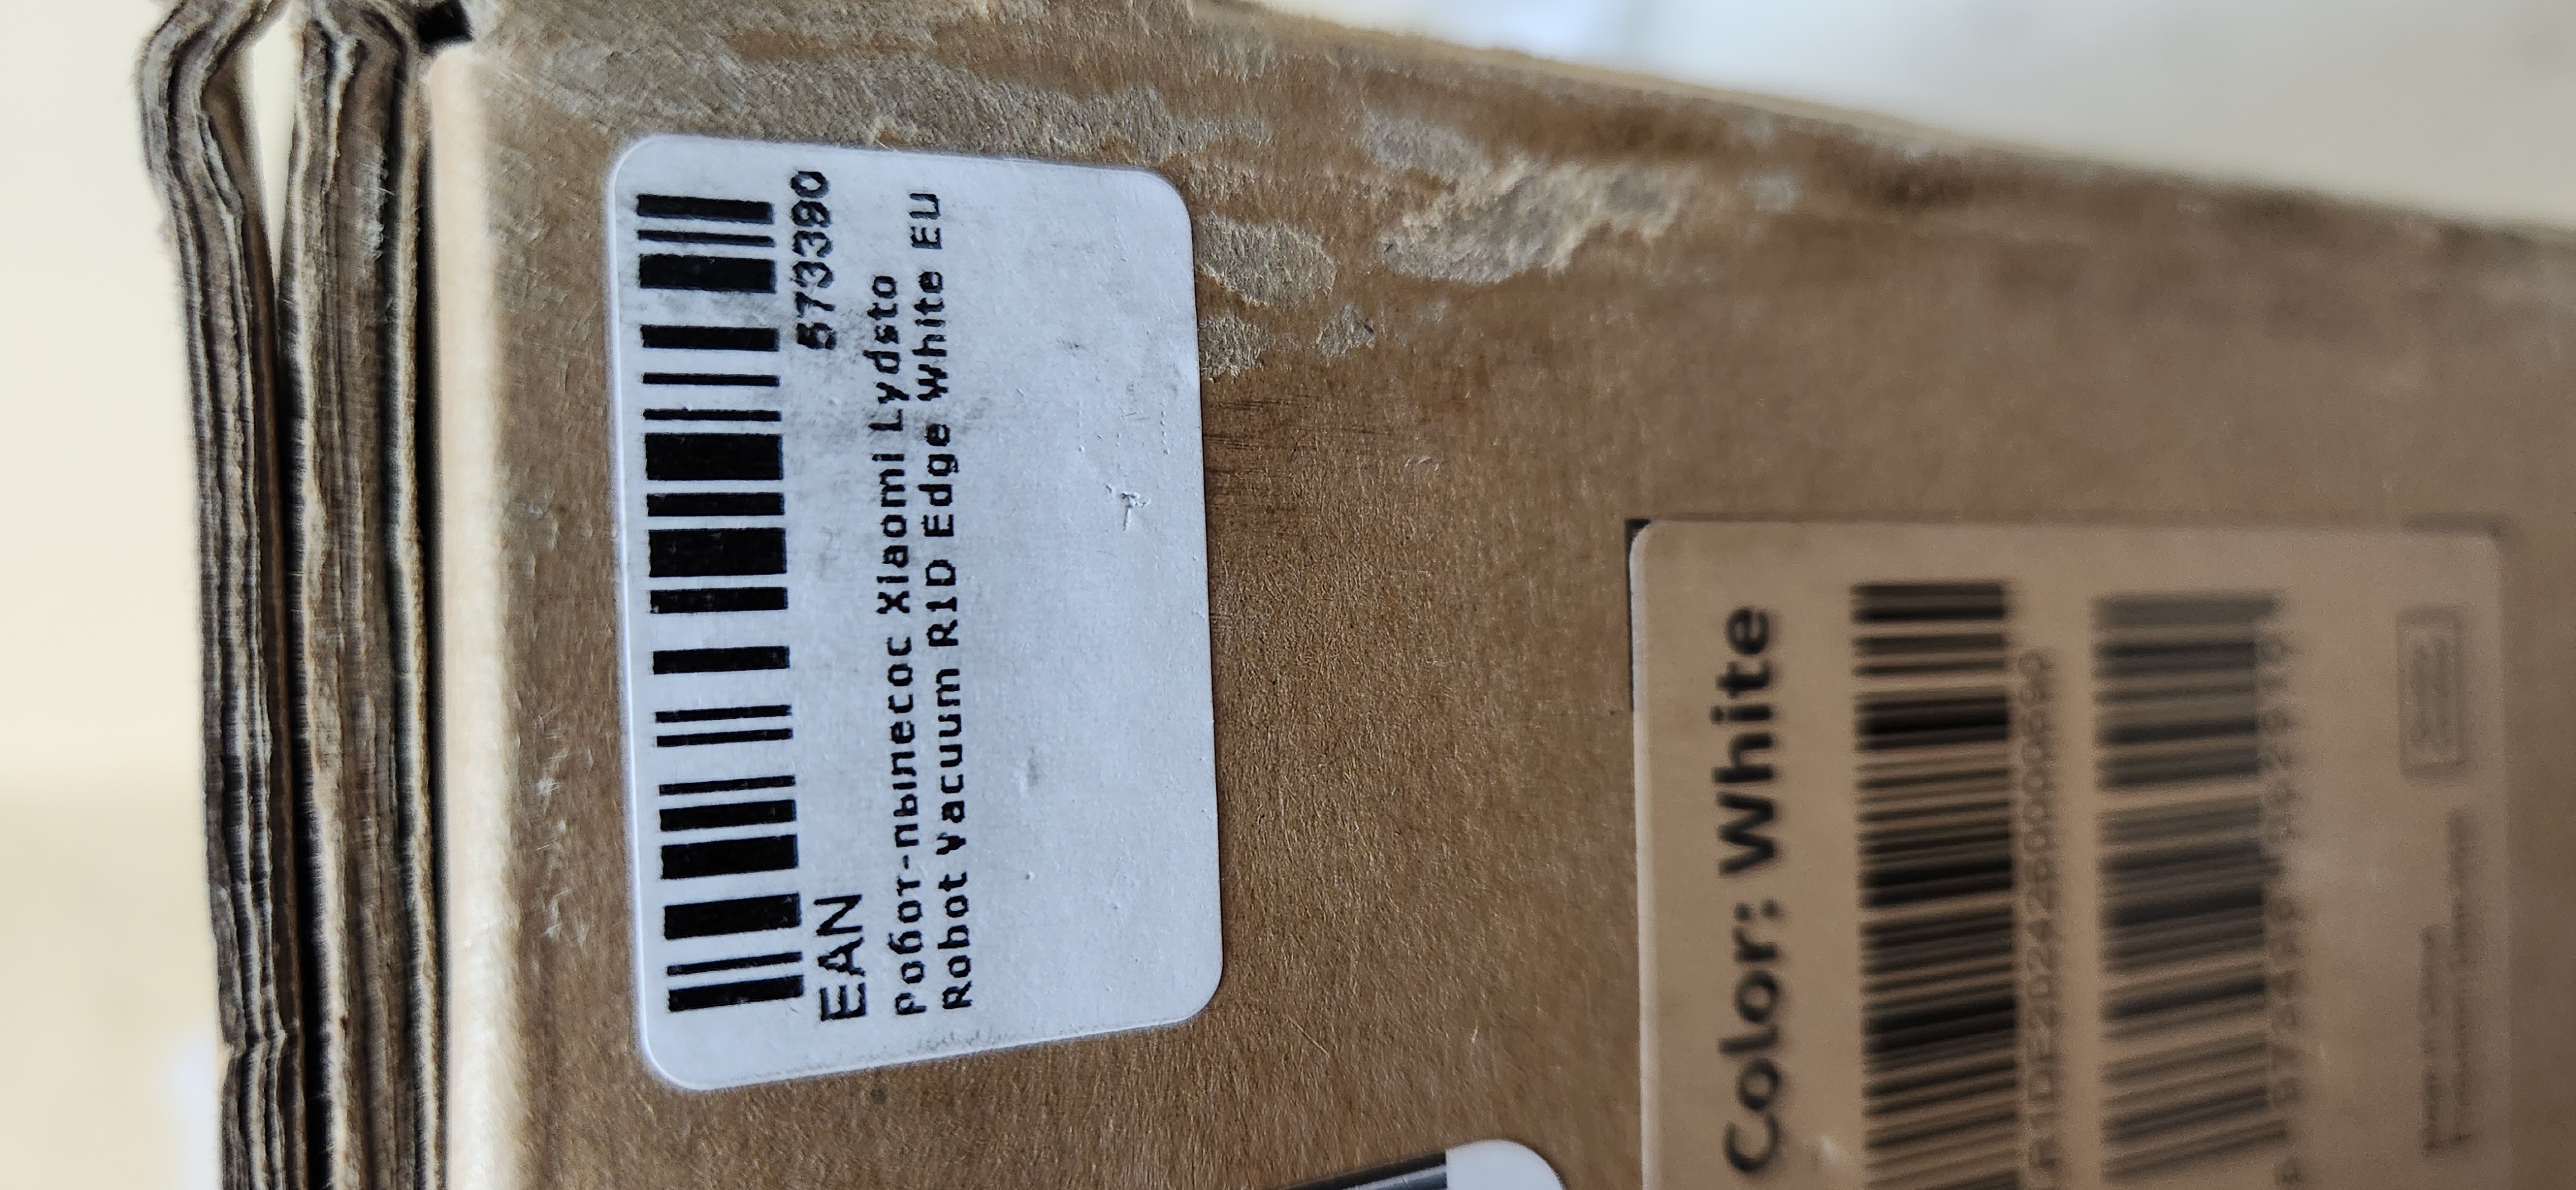 573390
EAN
Робот-пылесос Xiaomi Lydsto
Robot Vacuum R1D Edge White EU
Color: White